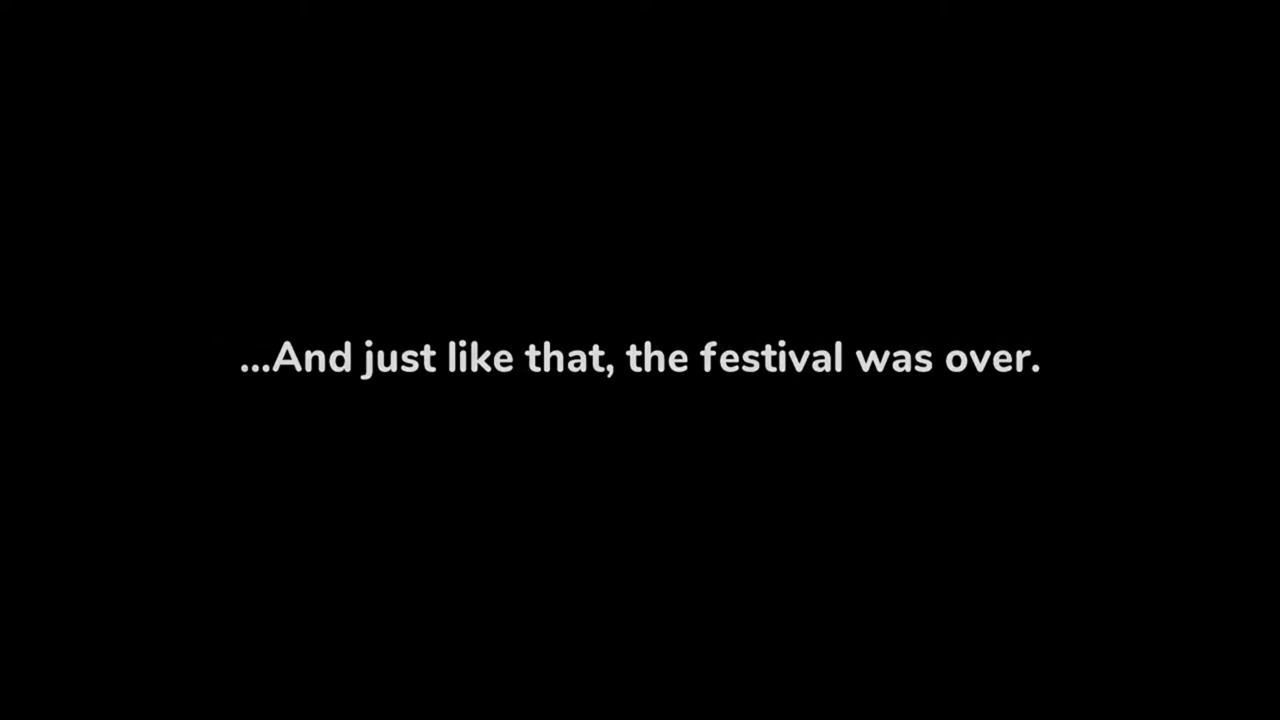 ...And just like that, the festival was over.